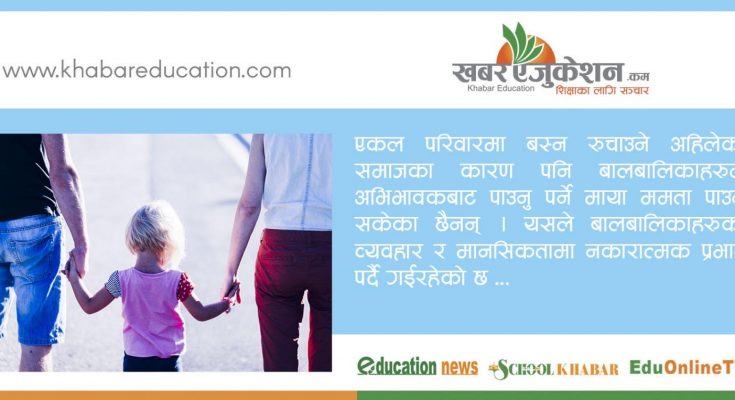 www.khabareducation.com
खबर एजुकेशन.कम
Khabar Education
शिक्षाका लागि सञ्चार
एकल परिवारमा बस्न रुचाउने अहिलेक
समाजका कारण पनि बालबालिकाहरुल
अभिभावकबाट पाउनु पर्ने माया ममता पाउन
सकेका छैनन् । यसले बालबालिकाहरुक
व्यवहार र मानसिकतामा नकारात्मक प्रभा
पर्दै गईरहेको छ ...
education news SCHOOL KHABAR EduOnlineT